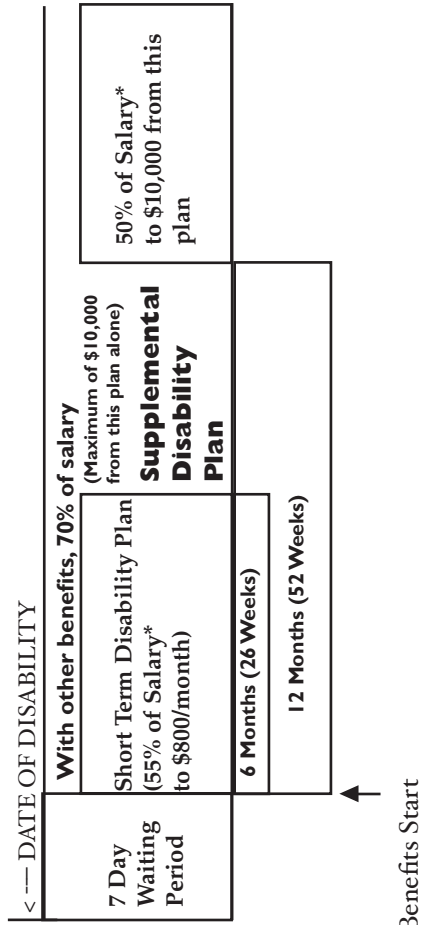 < -— DATE OF DISABILITY
7 Day
Waiting
Period
With other benefits, 70% of salary
(Maximum of $10,000
from this plan alone)
Short Term Disability Plan
(55% of Salary*
to $800/month)
Supplemental
Disability
Plan
50% of Salary*
to $10,000 from this
plan
6 Months (26 Weeks)
12 Months (52 Weeks)
Benefits Start